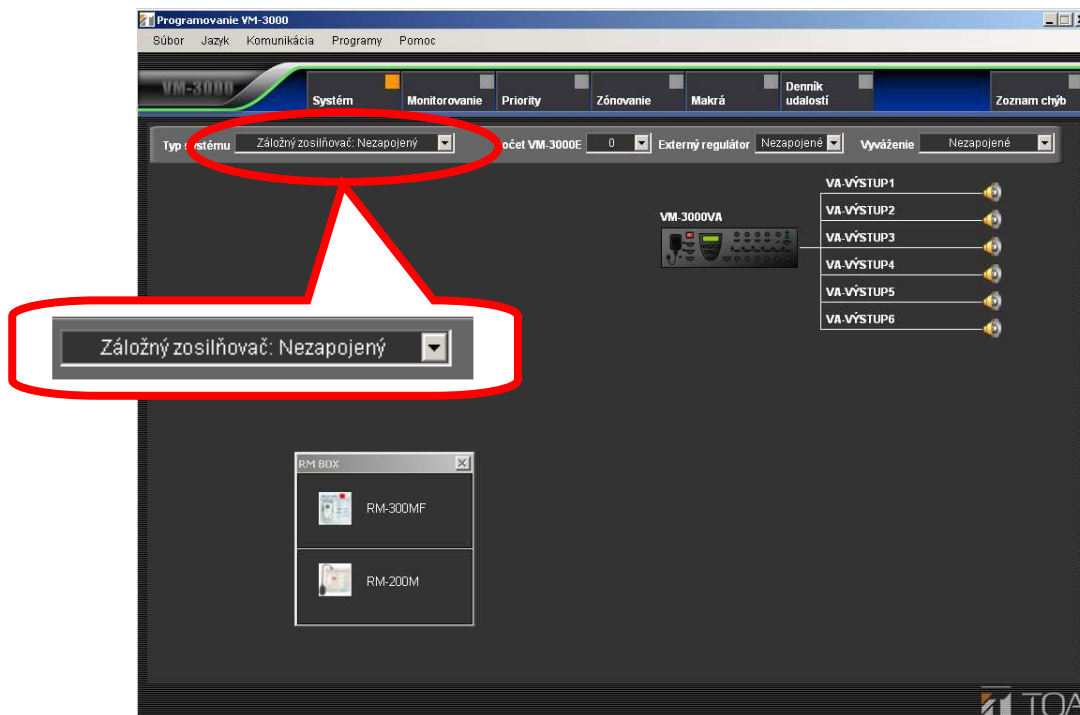 Programovanie VM-3000
Súbor Jazyk Komunikácia Programy Pomoc
VM-3000
Systém Monitorovanie Priority Zónovanie Makrá Denník udalostí Zoznam chýb
Typ systému Záložný zosilňovač: Nezapojený očet VM-3000E 0 Externý regulátor Nezapojené Vyváženie Nezapojené
VM-3000VA
VA-VÝSTUP1
VA-VÝSTUP2
VA-VÝSTUP3
VA-VÝSTUP4
VA-VÝSTUP5
VA-VÝSTUP6
Záložný zosilňovač: Nezapojený
RM BOX
RM-300MF
RM-200M
TOA